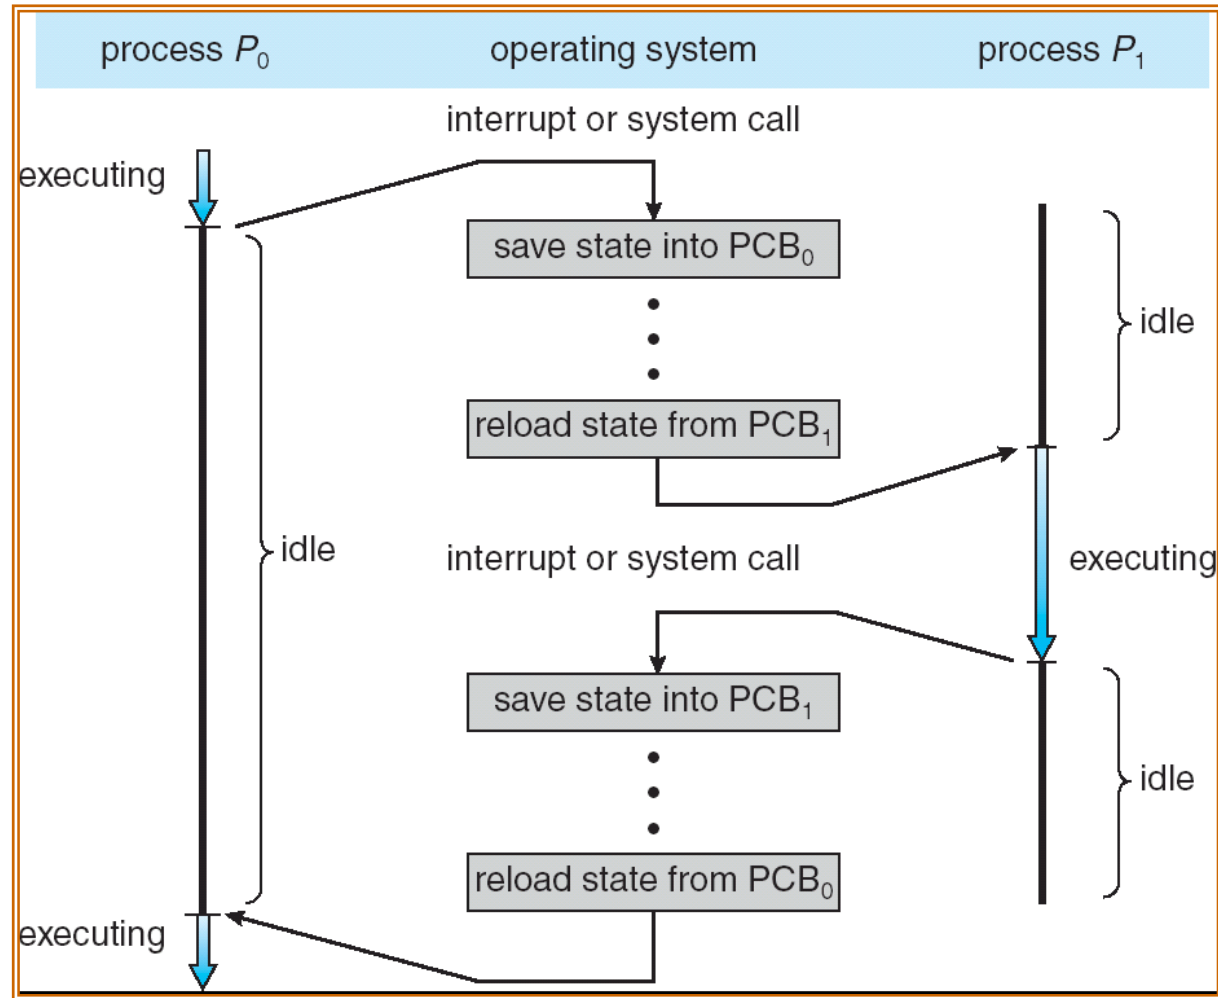 process P₀ operating system process P₁
interrupt or system call
executing
save state into PCB₀
idle
reload state from PCB₁
idle
interrupt or system call
executing
save state into PCB₁
idle
reload state from PCB₀
executing